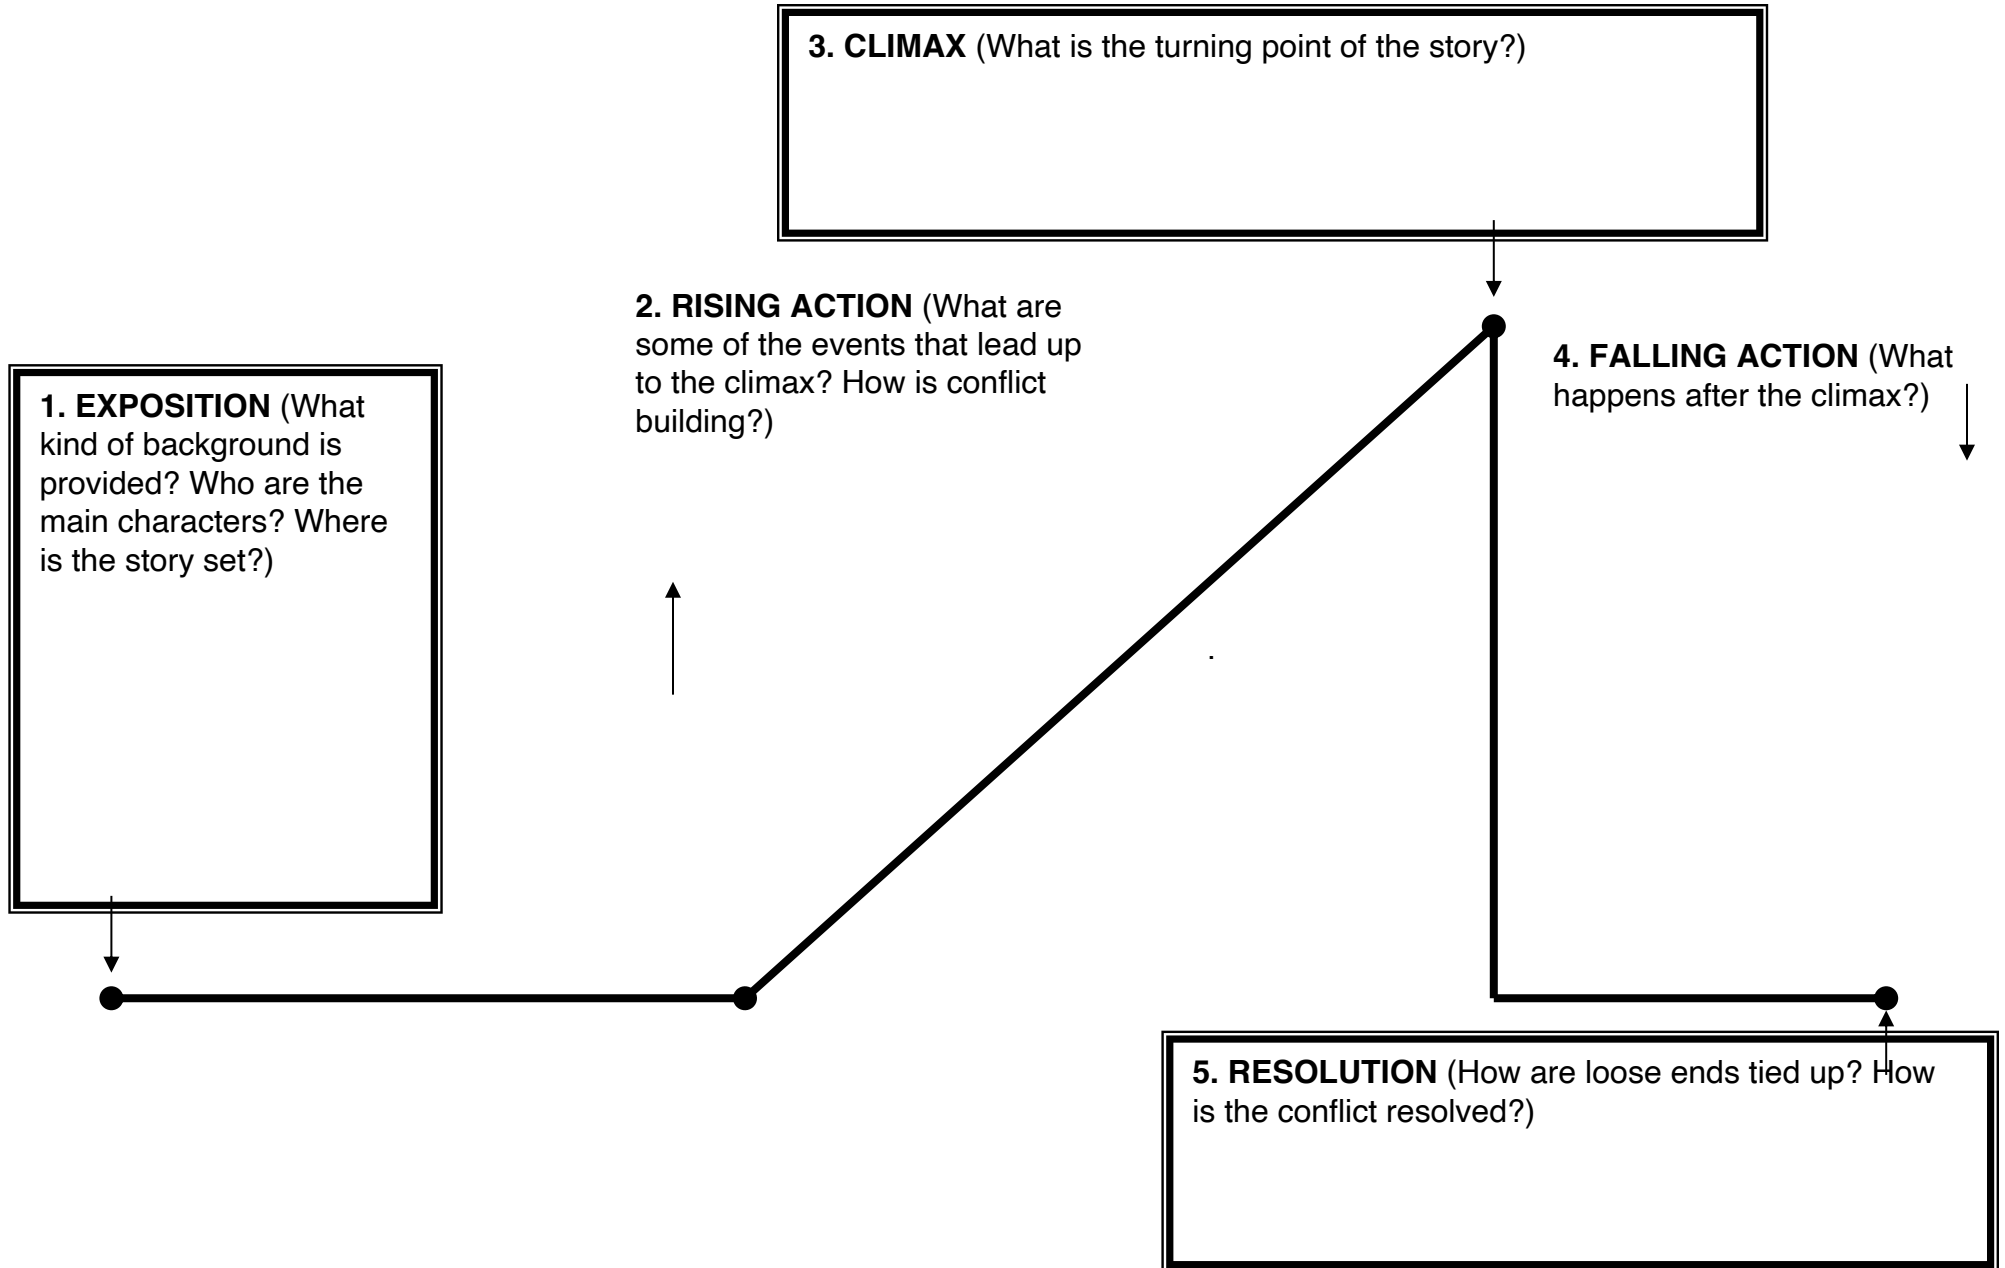 3. CLIMAX (What is the turning point of the story?)
2. RISING ACTION (What are
some of the events that lead up
to the climax? How is conflict
building?)
4. FALLING ACTION (What
happens after the climax?)
1. EXPOSITION (What
kind of background is
provided? Who are the
main characters? Where
is the story set?)
.
5. RESOLUTION (How are loose ends tied up? How
is the conflict resolved?)